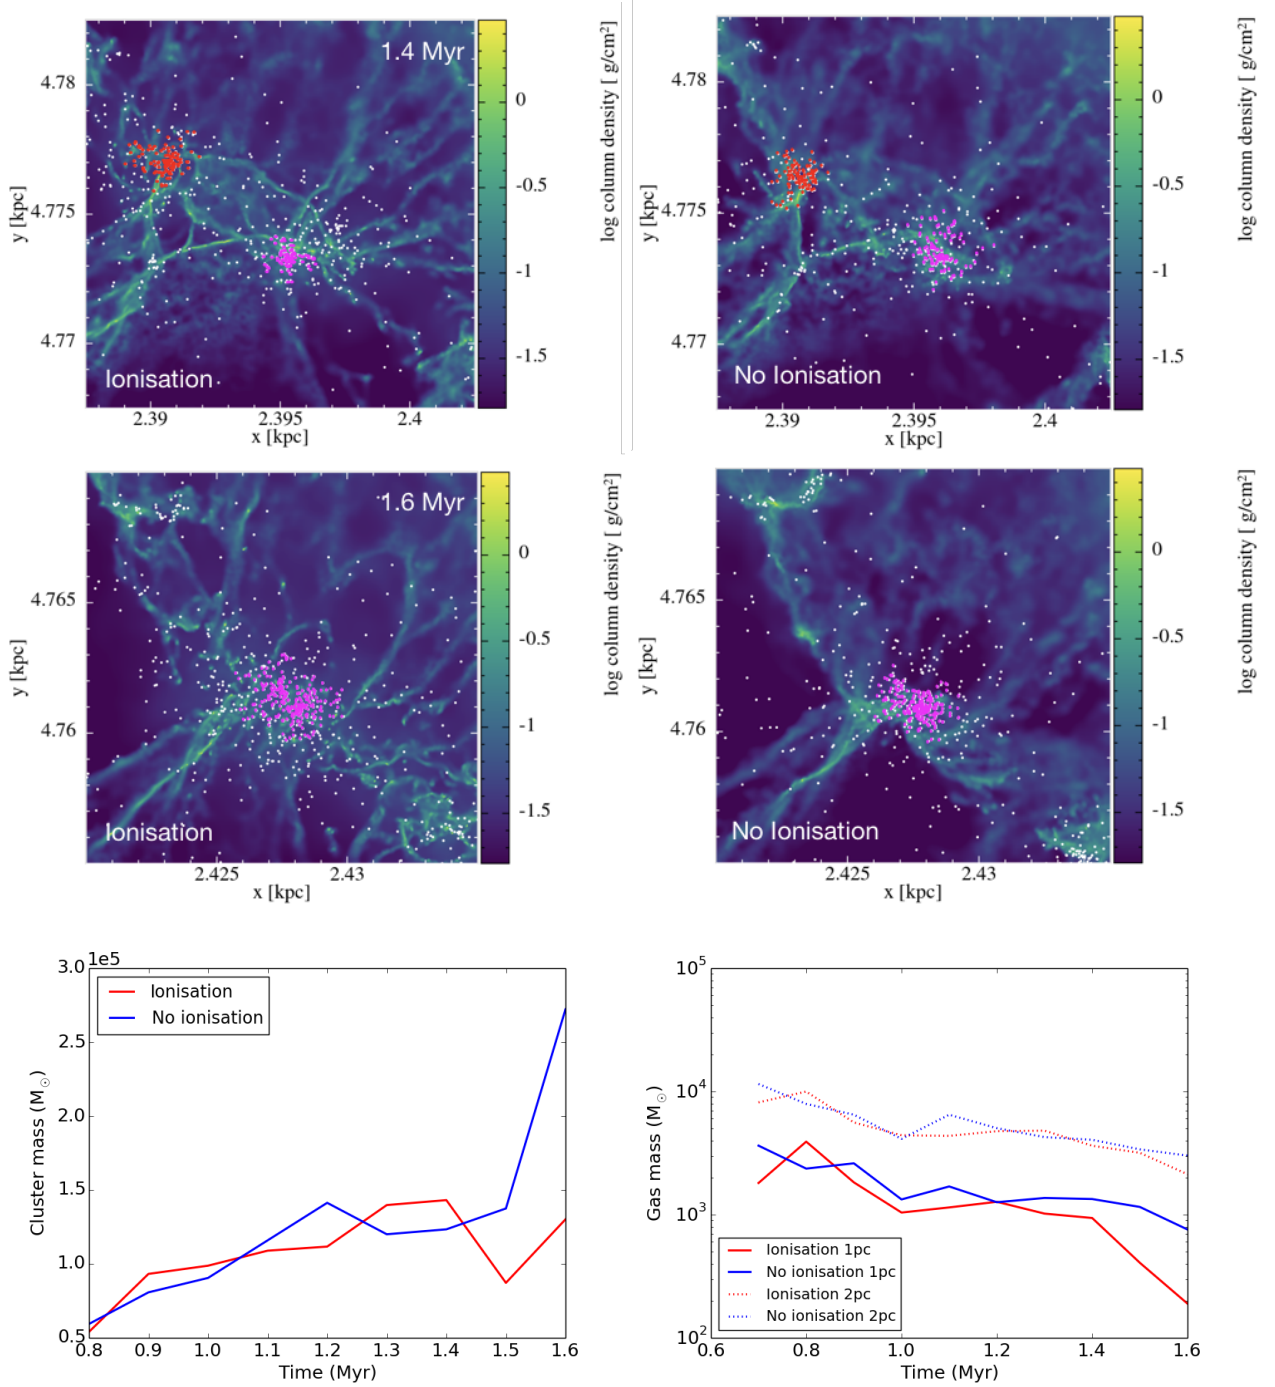 1.4 Myr
4.78
4.775
4.77
y [kpc]
Ionisation
2.39
2.395
2.4
x [kpc]
0
-0.5
-1
-1.5
log column density [ g/cm²]
4.78
4.775
4.77
y [kpc]
No Ionisation
2.39
2.395
2.4
x [kpc]
0
-0.5
-1
-1.5
log column density [ g/cm²]
1.6 Myr
4.765
4.76
y [kpc]
Ionisation
2.425
2.43
x [kpc]
0
-0.5
-1
-1.5
log column density [ g/cm²]
4.765
4.76
y [kpc]
No Ionisation
2.425
2.43
x [kpc]
0
-0.5
-1
-1.5
log column density [ g/cm²]
1e5
3.0
2.5
2.0
1.5
1.0
0.5
Cluster mass (M☉)
Ionisation
No ionisation
0.8 0.9 1.0 1.1 1.2 1.3 1.4 1.5 1.6
Time (Myr)
10⁵
10⁴
10³
10²
Gas mass (M☉)
Ionisation 1pc
No ionisation 1pc
Ionisation 2pc
No ionisation 2pc
0.6 0.8 1.0 1.2 1.4 1.6
Time (Myr)